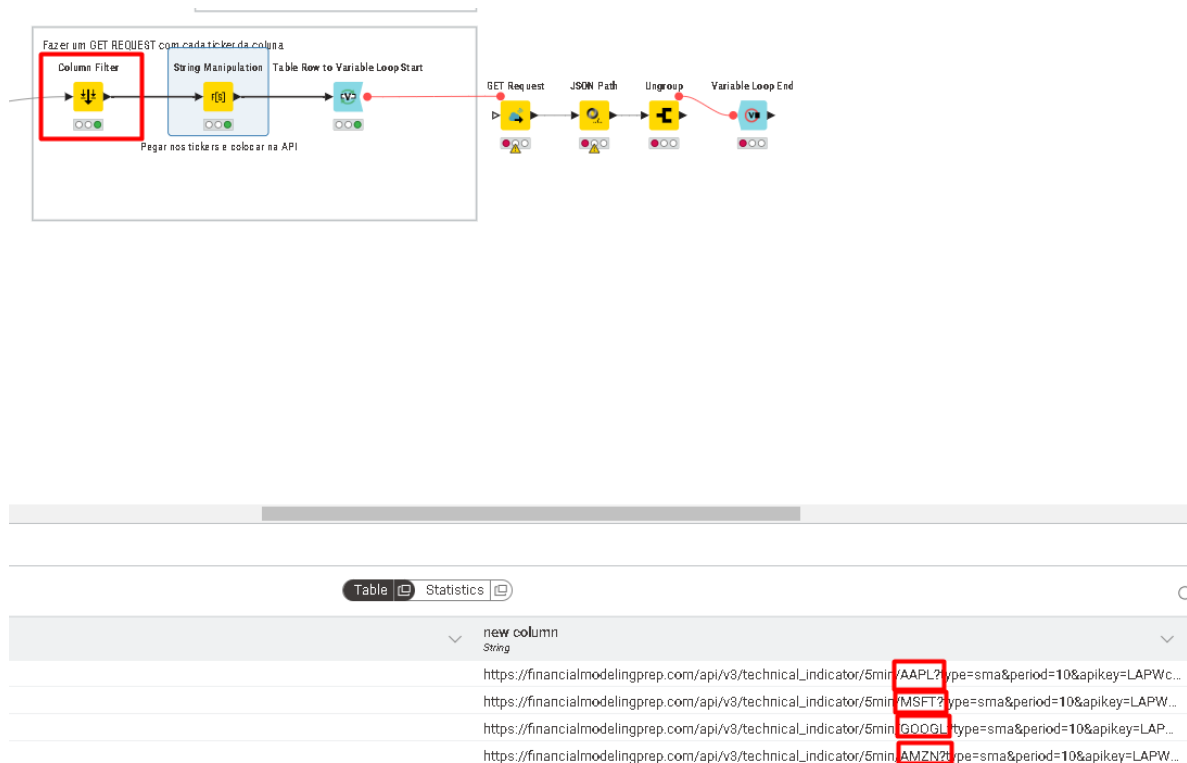 Fazer um GET REQUEST com cada ticker da coluna
Column Filter
String Manipulation
Table Row to Variable Loop Start
GET Request
JSON Path
Ungroup
Variable Loop End
Pegar nos tickers e colocar na API
Table
Statistics
new column
String
https://financialmodelingprep.com/api/v3/technical_indicator/5min/AAPL?type=sma&period=10&apikey=LAPWc...
https://financialmodelingprep.com/api/v3/technical_indicator/5min/MSFT?type=sma&period=10&apikey=LAPW...
https://financialmodelingprep.com/api/v3/technical_indicator/5min/GOOGL?type=sma&period=10&apikey=LAP...
https://financialmodelingprep.com/api/v3/technical_indicator/5min/AMZN?type=sma&period=10&apikey=LAPW...